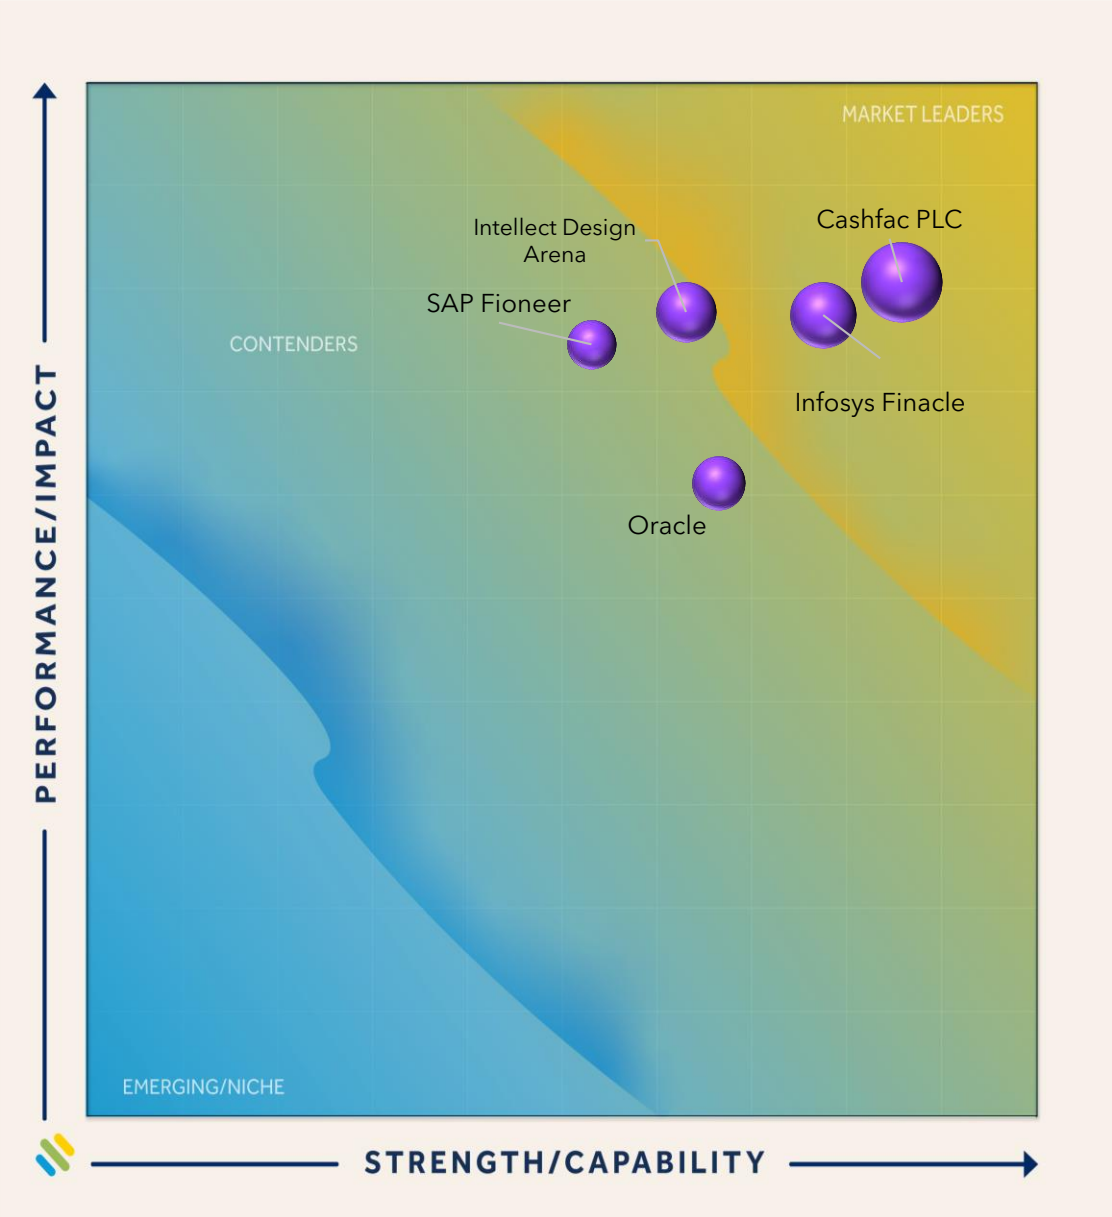 MARKET LEADERS
Cashfac PLC
Intellect Design
Arena
SAP Fioneer
CONTENDERS
Infosys Finacle
Oracle
EMERGING/NICHE
PERFORMANCE/IMPACT
STRENGTH/CAPABILITY